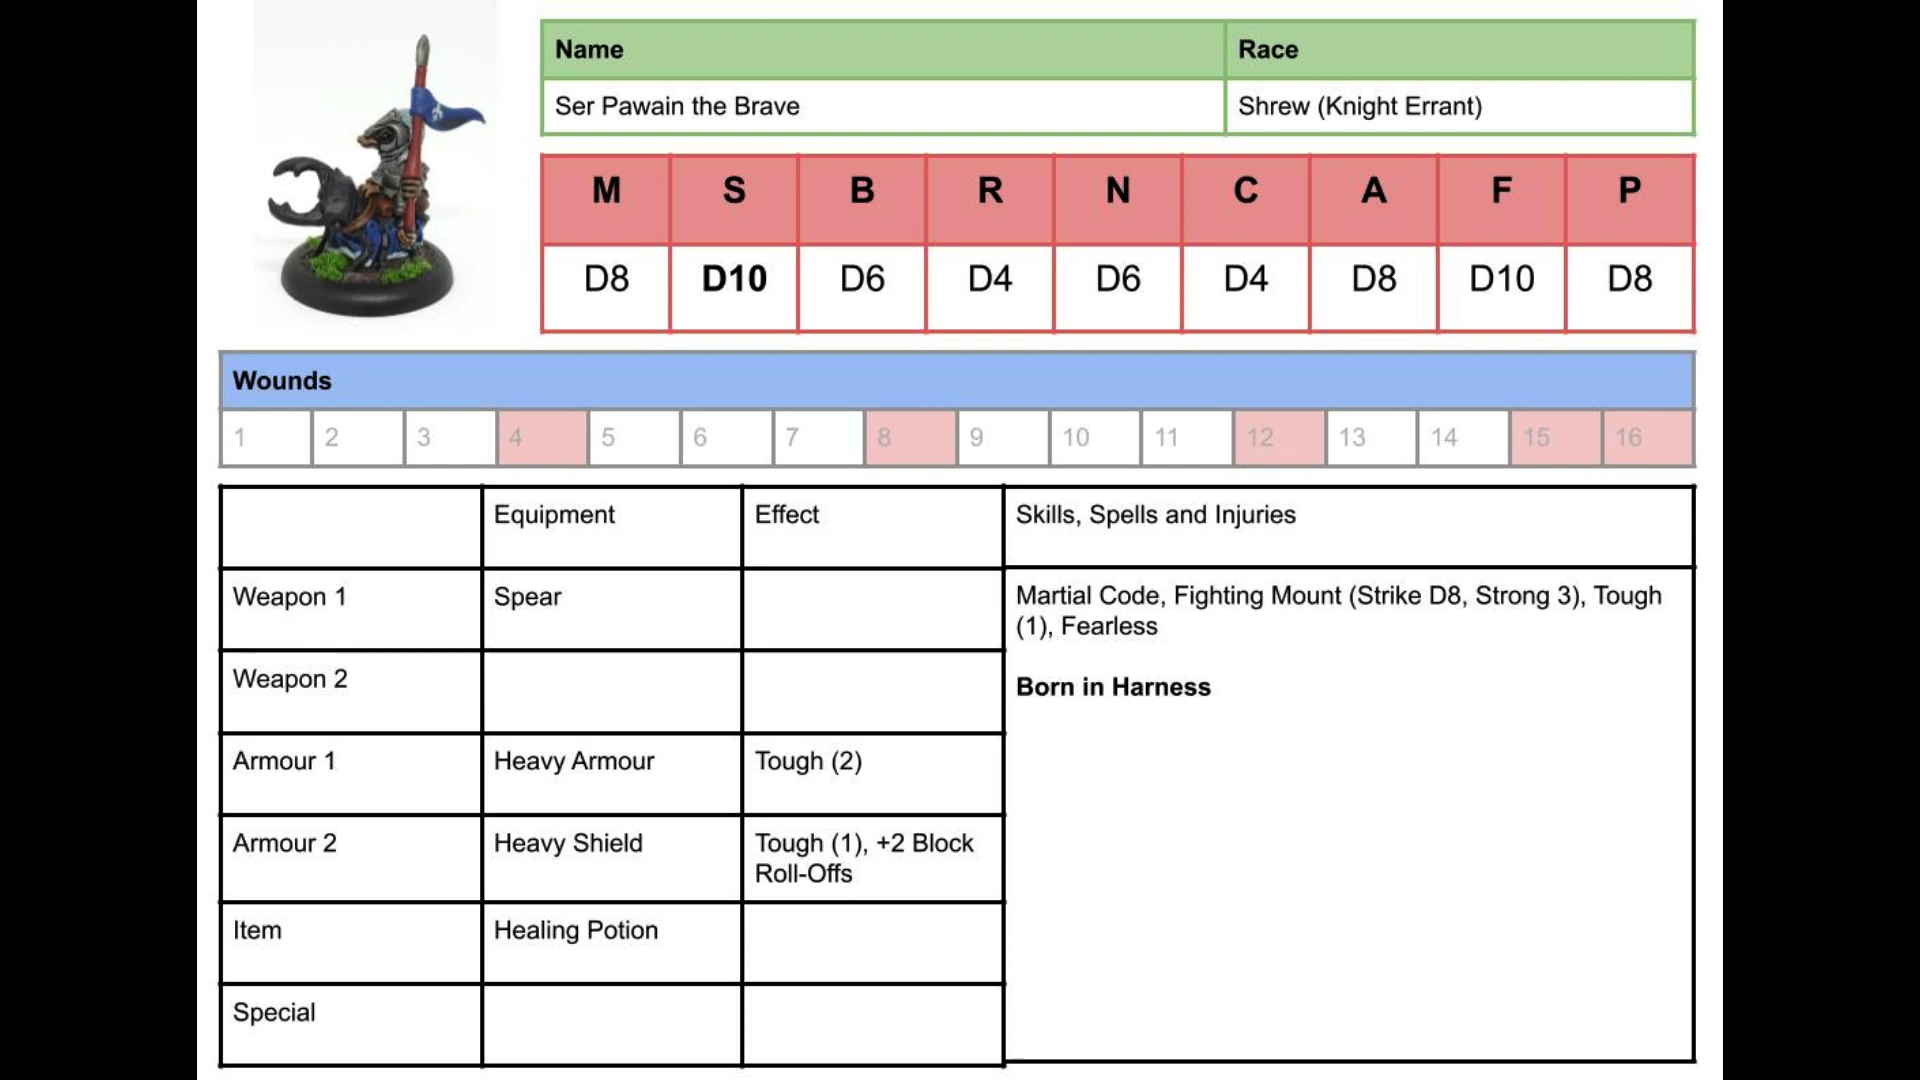 Name
Race
Ser Pawain the Brave
Shrew (Knight Errant)
M S B R N C A F P
D8 D10 D6 D4 D6 D4 D8 D10 D8
Wounds
1 2 3 4 5 6 7 8 9 10 11 12 13 14 15 16
Equipment
Effect
Skills, Spells and Injuries
Weapon 1
Spear
Martial Code, Fighting Mount (Strike D8, Strong 3), Tough
(1), Fearless
Born in Harness
Weapon 2
Armour 1
Heavy Armour
Tough (2)
Armour 2
Heavy Shield
Tough (1), +2 Block
Roll-Offs
Item
Healing Potion
Special